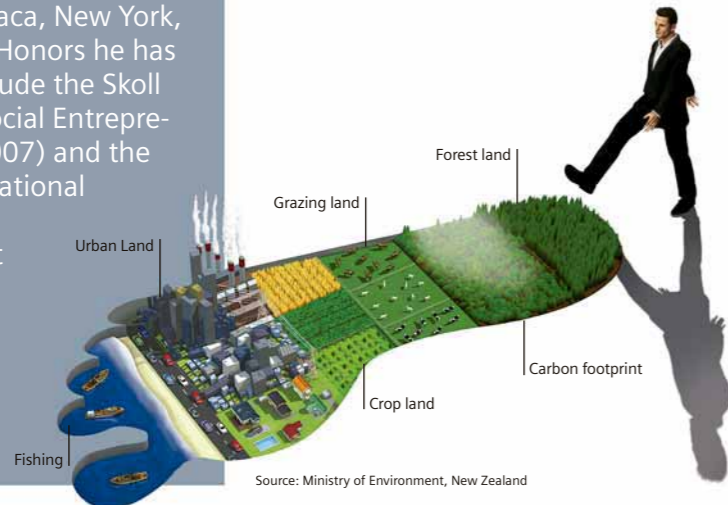 aca, New York,
Honors he has
ude the Skoll
ocial Entrepre-
007) and the
ational
t
Forest land
Grazing land
Urban Land
Carbon footprint
Crop land
Fishing
Source: Ministry of Environment, New Zealand